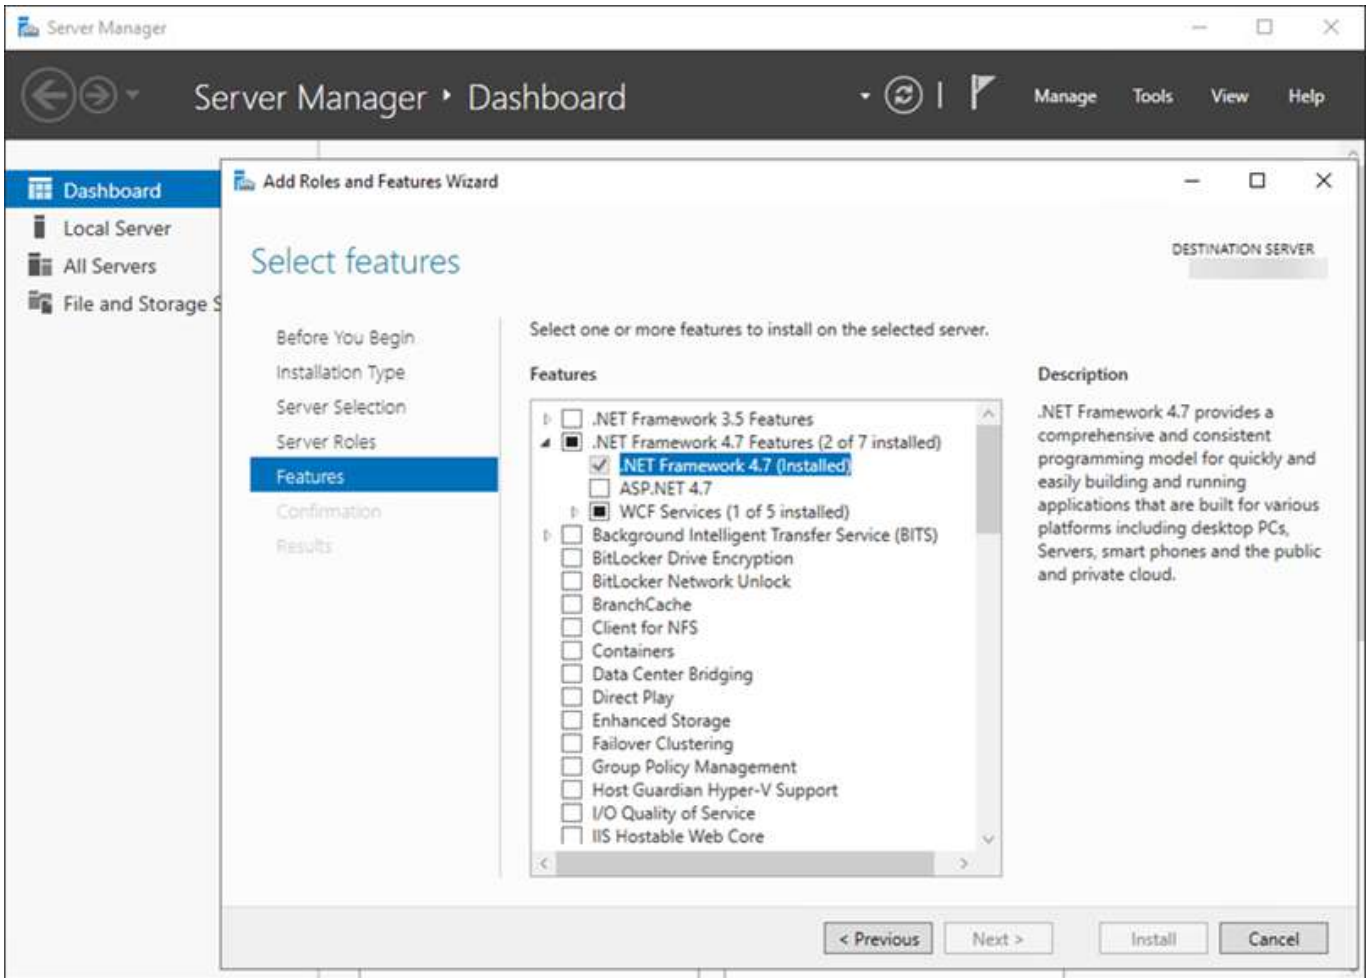 Server Manager
Server Manager • Dashboard
Manage Tools View Help
Dashboard
Local Server
All Servers
File and Storage S
Add Roles and Features Wizard
Select features
DESTINATION SERVER
Before You Begin
Installation Type
Server Selection
Server Roles
Features
Confirmation
Results
Select one or more features to install on the selected server.
Features
.NET Framework 3.5 Features
.NET Framework 4.7 Features (2 of 7 installed)
.NET Framework 4.7 (Installed)
ASP.NET 4.7
WCF Services (1 of 5 installed)
Background Intelligent Transfer Service (BITS)
BitLocker Drive Encryption
BitLocker Network Unlock
BranchCache
Client for NFS
Containers
Data Center Bridging
Direct Play
Enhanced Storage
Failover Clustering
Group Policy Management
Host Guardian Hyper-V Support
I/O Quality of Service
IIS Hostable Web Core
Description
.NET Framework 4.7 provides a
comprehensive and consistent
programming model for quickly and
easily building and running
applications that are built for various
platforms including desktop PCs,
Servers, smart phones and the public
and private cloud.
< Previous
Next >
Install
Cancel